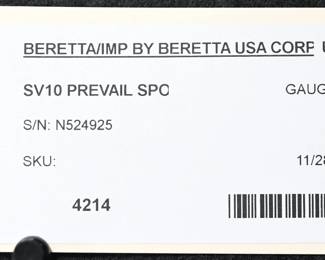 BERETTA/IMP BY BERETTA USA CORP
SV10 PREVAIL SPO GAUG
S/N: N524925
SKU: 11/28
4214